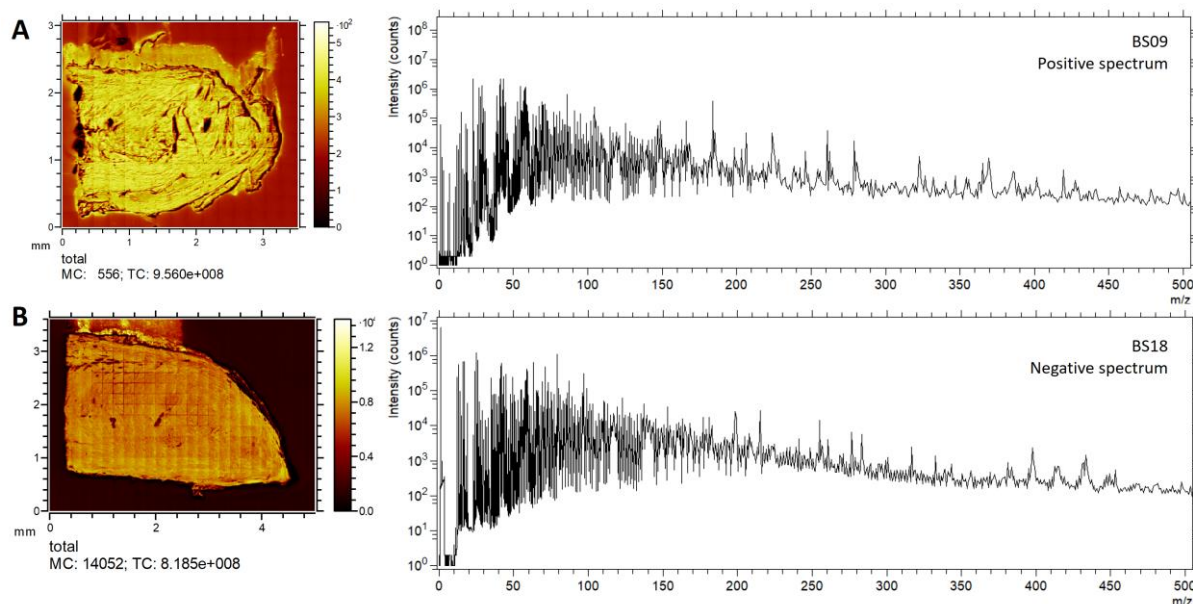 A
·10²
5
4
3
2
1
0
3
2
1
0
0 1 2 3
mm
total
MC: 556; TC: 9.560e+008
BS09
Positive spectrum
Intensity (counts)
10⁸
10⁷
10⁶
10⁵
10⁴
10³
10²
10¹
10⁰
0 50 100 150 200 250 300 350 400 450 500
m/z
B
·10
1.2
0.8
0.4
0.0
3
2
1
0
0 2 4
mm
total
MC: 14052; TC: 8.185e+008
BS18
Negative spectrum
Intensity (counts)
10⁷
10⁶
10⁵
10⁴
10³
10²
10¹
10⁰
0 50 100 150 200 250 300 350 400 450 500
m/z